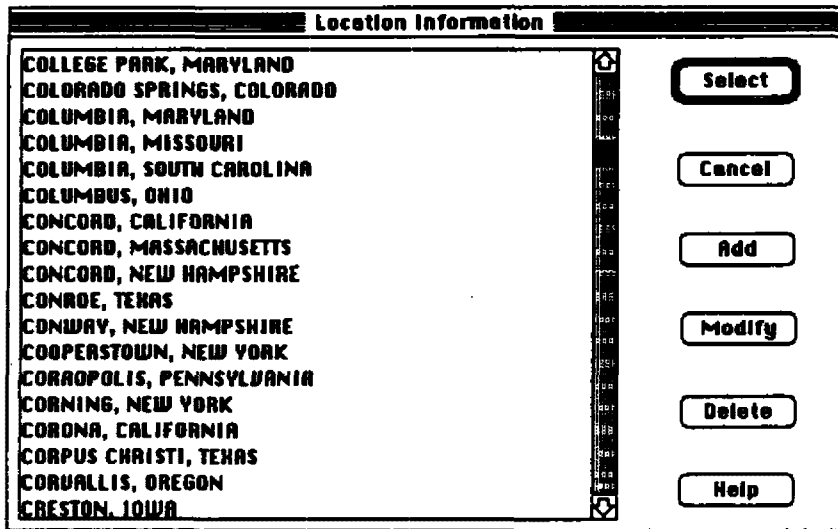 Location Information
COLLEGE PARK, MARYLAND
COLORADO SPRINGS, COLORADO
COLUMBIA, MARYLAND
COLUMBIA, MISSOURI
COLUMBIA, SOUTH CAROLINA
COLUMBUS, OHIO
CONCORD, CALIFORNIA
CONCORD, MASSACHUSETTS
CONCORD, NEW HAMPSHIRE
CONROE, TEXAS
CONWAY, NEW HAMPSHIRE
COOPERSTOWN, NEW YORK
CORAOPOLIS, PENNSYLVANIA
CORNING, NEW YORK
CORONA, CALIFORNIA
CORPUS CHRISTI, TEXAS
CORVALLIS, OREGON
CRESTON, IOWA
Select
Cancel
Add
Modify
Delete
Help